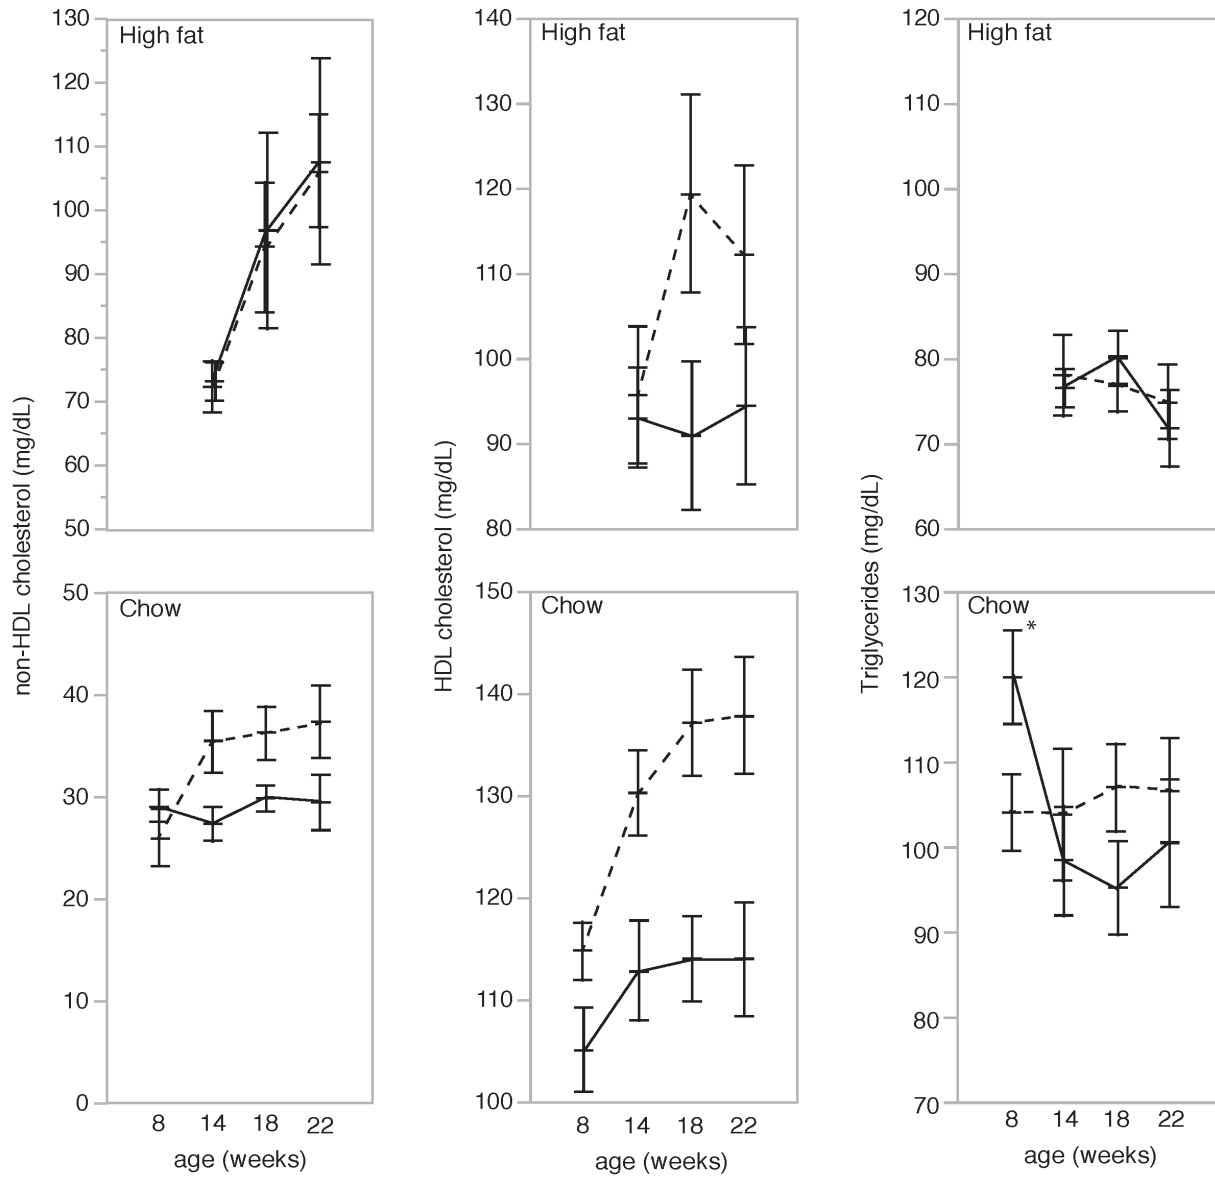 non-HDL cholesterol (mg/dL)
High fat
130
120
110
100
90
80
70
60
50
Chow
50
40
30
20
10
0
8 14 18 22
age (weeks)
HDL cholesterol (mg/dL)
High fat
140
130
120
110
100
90
80
Chow
150
140
130
120
110
100
8 14 18 22
age (weeks)
Triglycerides (mg/dL)
High fat
120
110
100
90
80
70
60
Chow
*
130
120
110
100
90
80
70
8 14 18 22
age (weeks)